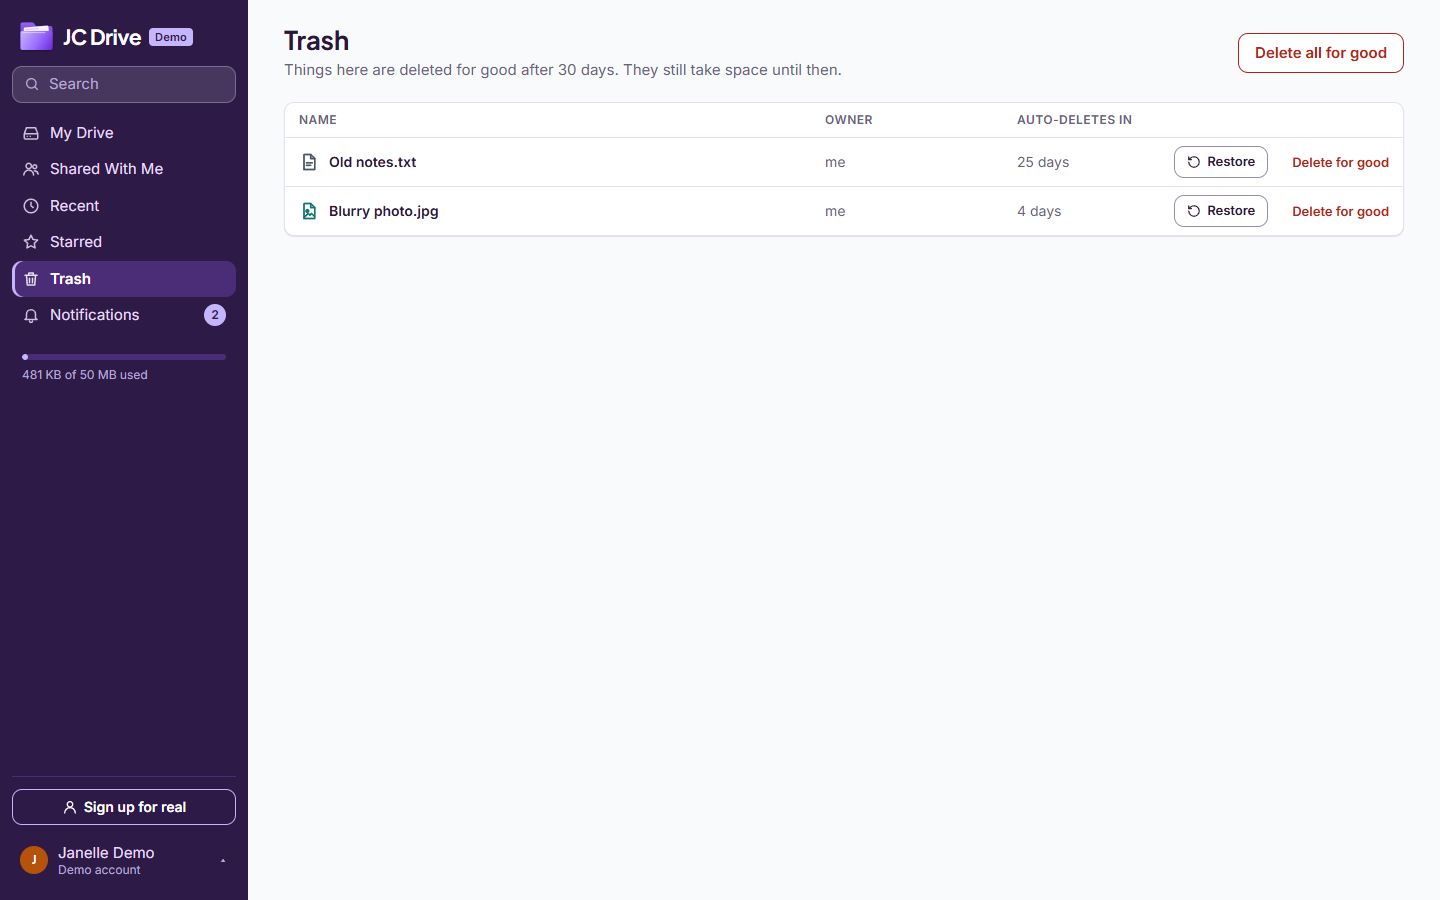 JC Drive Demo
Search
My Drive
Shared With Me
Recent
Starred
Trash
Notifications 2
481 KB of 50 MB used
Sign up for real
J
Janelle Demo
Demo account
Trash
Things here are deleted for good after 30 days. They still take space until then.
Delete all for good
NAME OWNER AUTO-DELETES IN
Old notes.txt me 25 days Restore Delete for good
Blurry photo.jpg me 4 days Restore Delete for good